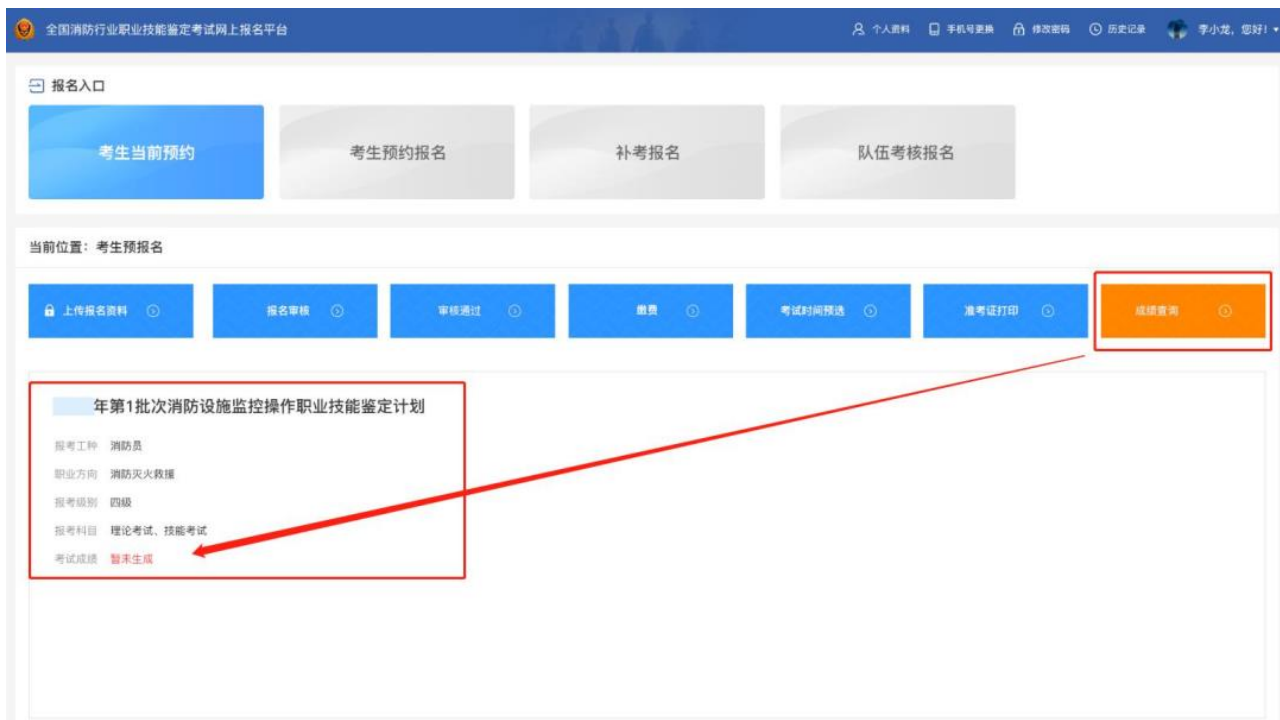 全国消防行业职业技能鉴定考试网上报名平台 个人资料 手机号更换 修改密码 历史记录 李小龙，您好！
报名入口
考生当前预约 考生预约报名 补考报名 队伍考核报名
当前位置：考生预报名
上传报名资料 报名审核 审核通过 缴费 考试时间预选 准考证打印 成绩查询
年第1批次消防设施监控操作职业技能鉴定计划
报考工种 消防员
职业方向 消防灭火救援
报考级别 四级
报考科目 理论考试、技能考试
考试成绩 暂未生成